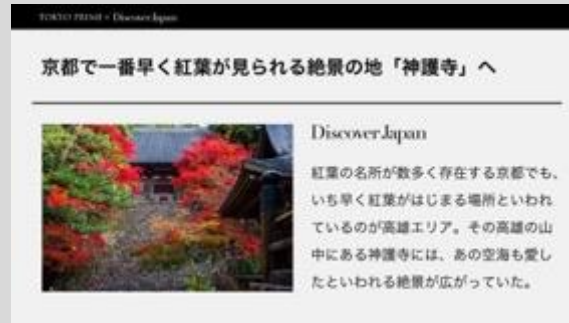 TOKYO PRIME × Discover Japan
京都で一番早く紅葉が見られる絶景の地「神護寺」へ
Discover Japan
紅葉の名所が数多く存在する京都でも、
いち早く紅葉がはじまる場所といわれ
ているのが高雄エリア。その高雄の山
中にある神護寺には、あの空海も愛し
たといわれる絶景が広がっていた。